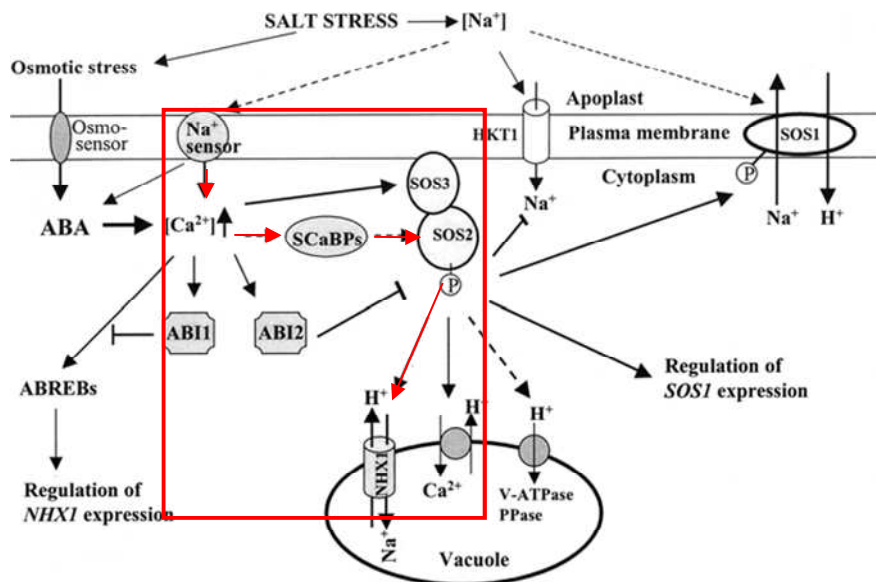 SALT STRESS
[Na⁺]
Osmotic stress
Apoplast
Osmo-
sensor
Na⁺
sensor
HKT1
Plasma membrane
SOS1
SOS3
Cytoplasm
P
ABA
[Ca²⁺]
SCaBPs
SOS2
Na⁺
Na⁺
H⁺
P
ABI1
ABI2
ABREBs
Regulation of
SOS1 expression
H⁺
H⁺
H⁺
NHX1
Ca²⁺
V-ATPase
PPase
Regulation of
NHX1 expression
Na⁺
Vacuole